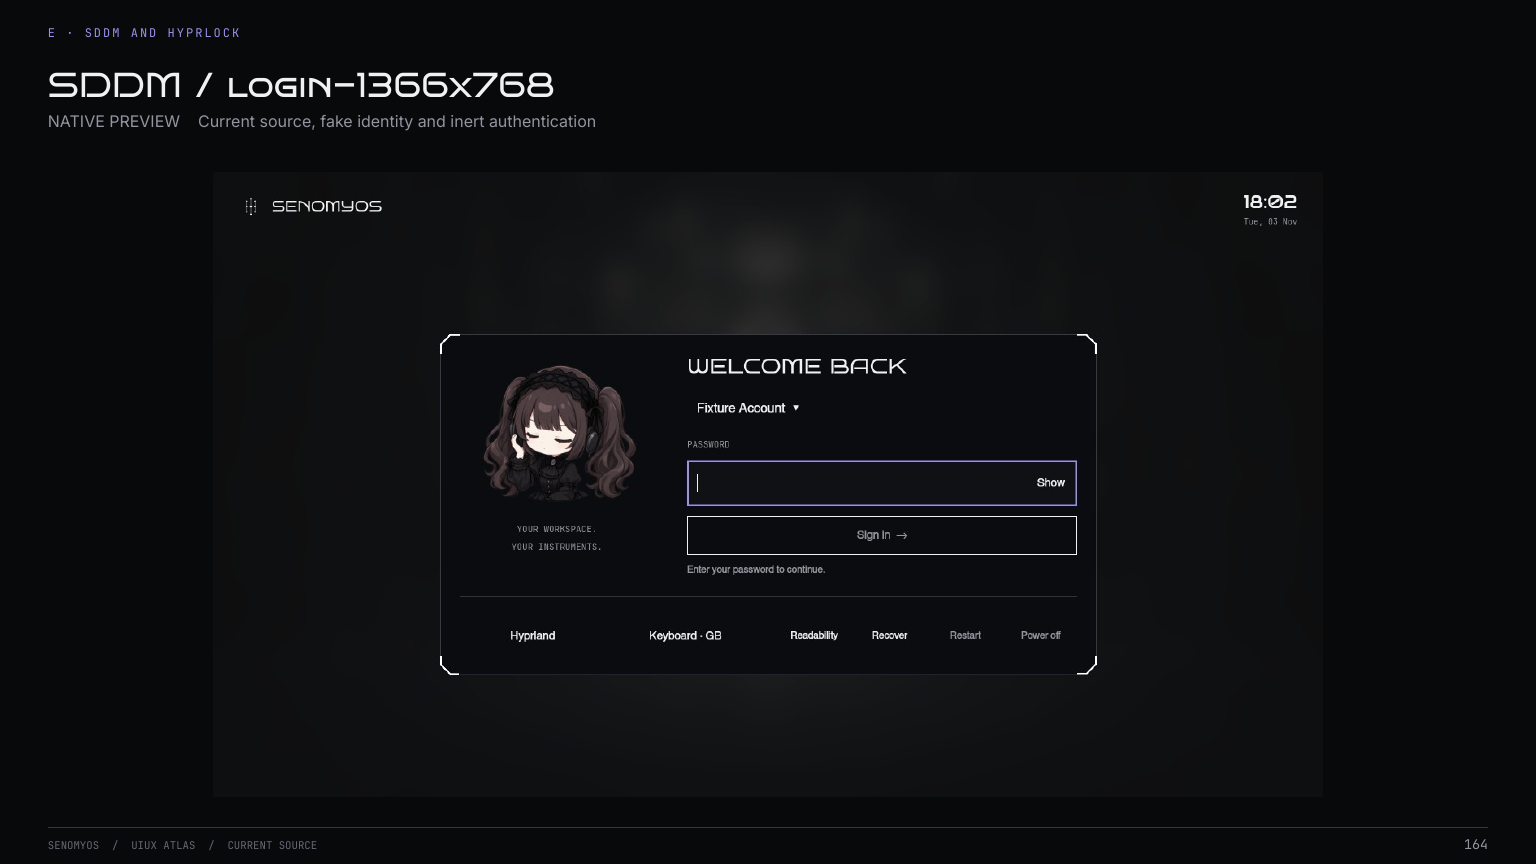 E · SDDM AND HYPRLOCK
SDDM / LOGIN-1366X768
NATIVE PREVIEW Current source, fake identity and inert authentication
SENOMYOS
18:02
Tue, 03 Nov
WELCOME BACK
Fixture Account ▾
PASSWORD
Show
Sign in →
Enter your password to continue.
YOUR WORKSPACE.
YOUR INSTRUMENTS.
Hyprland Keyboard · GB Readability Recover Restart Power off
SENOMYOS / UIUX ATLAS / CURRENT SOURCE 164